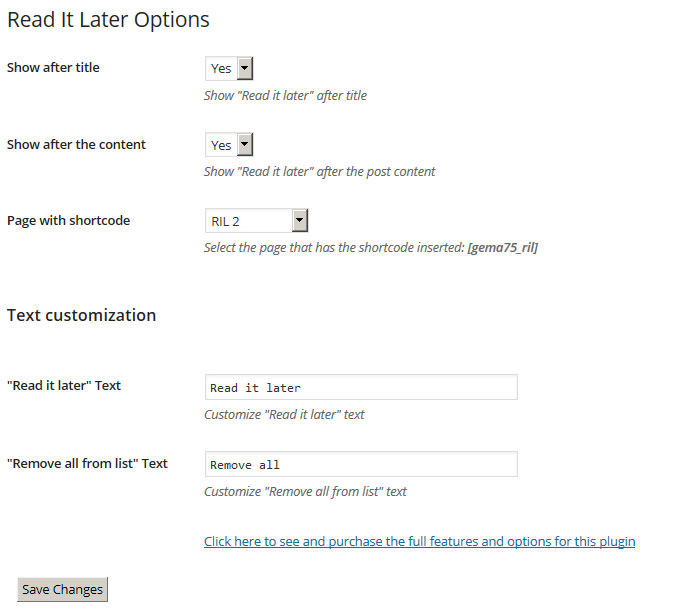 Read It Later Options
Show after title
Yes
Show "Read it later" after title
Show after the content
Yes
Show "Read it later" after the post content
Page with shortcode
RIL 2
Select the page that has the shortcode inserted: [gema75_ril]
Text customization
"Read it later" Text
Read it later
Customize "Read it later" text
"Remove all from list" Text
Remove all
Customize "Remove all from list" text
Click here to see and purchase the full features and options for this plugin
Save Changes